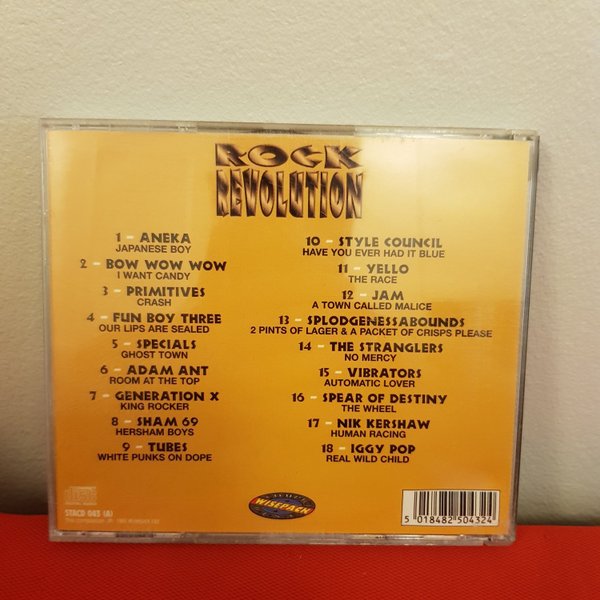 ROCK
REVOLUTION
1 - ANEKA
JAPANESE BOY
2 - BOW WOW WOW
I WANT CANDY
3 - PRIMITIVES
CRASH
4 - FUN BOY THREE
OUR LIPS ARE SEALED
5 - SPECIALS
GHOST TOWN
6 - ADAM ANT
ROOM AT THE TOP
7 - GENERATION X
KING ROCKER
8 - SHAM 69
HERSHAM BOYS
9 - TUBES
WHITE PUNKS ON DOPE
10 - STYLE COUNCIL
HAVE YOU EVER HAD IT BLUE
11 - YELLO
THE RACE
12 - JAM
A TOWN CALLED MALICE
13 - SPLODGENESSABOUNDS
2 PINTS OF LAGER & A PACKET OF CRISPS PLEASE
14 - THE STRANGLERS
NO MERCY
15 - VIBRATORS
AUTOMATIC LOVER
16 - SPEAR OF DESTINY
THE WHEEL
17 - NIK KERSHAW
HUMAN RACING
18 - IGGY POP
REAL WILD CHILD
STACD 043 (A)
WISEPACK
5 018482 504324